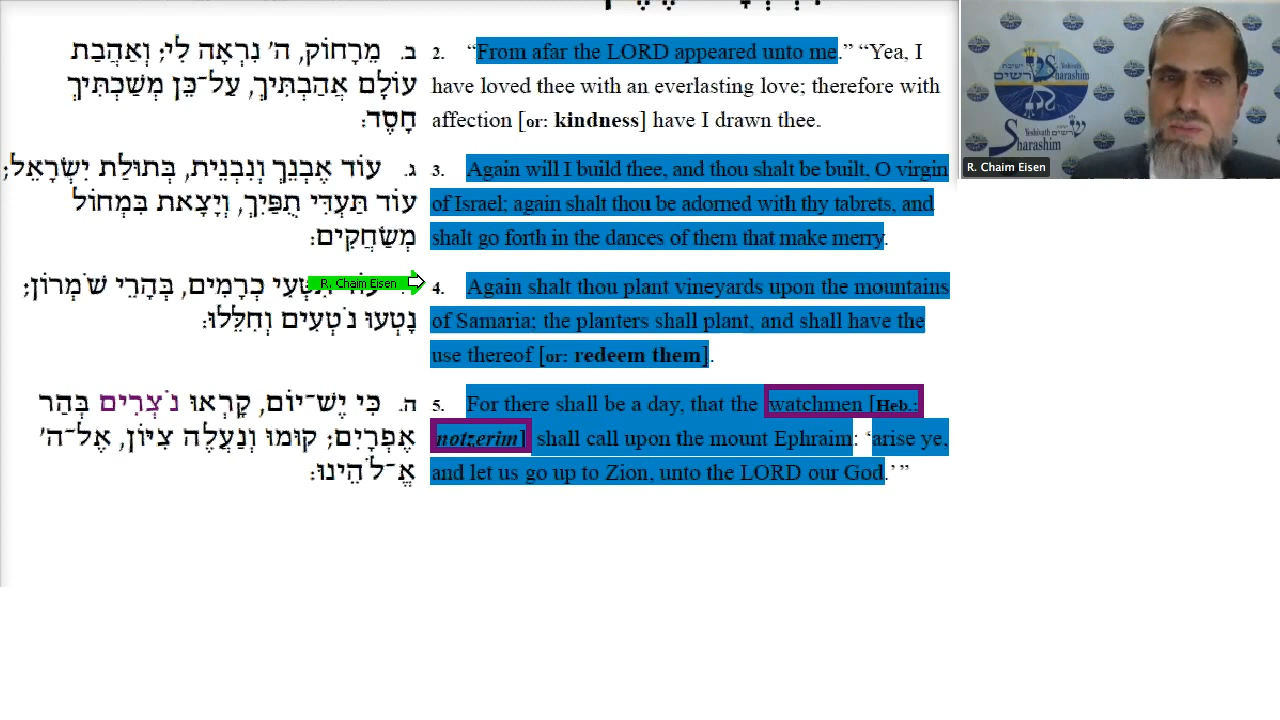 ב. מֵרָחוֹק, ה' נִרְאָה לִי; וְאַהֲבַת
עוֹלָם אֲהַבְתִּיךְ, עַל־כֵּן מְשַׁכְתִּיךְ
חָסֶד:
2. “From afar the LORD appeared unto me.” “Yea, I
have loved thee with an everlasting love; therefore with
affection [or: kindness] have I drawn thee.
ג. עוֹד אֶבְנֵךְ וְנִבְנֵית, בְּתוּלַת יִשְׂרָאֵל;
עוֹד תַּעְדִּי תֻפַּיִךְ, וְיָצָאת בִּמְחוֹל
מְשַׂחֲקִים:
3. Again will I build thee, and thou shalt be built, O virgin
of Israel; again shalt thou be adorned with thy tabrets, and
shalt go forth in the dances of them that make merry.
כְרָמִים, בְּהָרֵי שֹׁמְרוֹן;
נָטְעוּ נֹטְעִים וְחִלֵּלוּ:
R. Chaim Eisen
4. Again shalt thou plant vineyards upon the mountains
of Samaria; the planters shall plant, and shall have the
use thereof [or: redeem them].
ה. כִּי יֶשׁ־יוֹם, קָרְאוּ נֹצְרִים בְּהַר
אֶפְרָיִם; קוּמוּ וְנַעֲלֶה צִיּוֹן, אֶל־ה'
אֱ־לֹהֵינוּ:
5. For there shall be a day, that the watchmen [Heb.:
notzerim] shall call upon the mount Ephraim: ‘arise ye,
and let us go up to Zion, unto the LORD our God.’ ”
ישיבת
שרשים
Sharashim
Yeshivath שרשים
Sharashim
R. Chaim Eisen